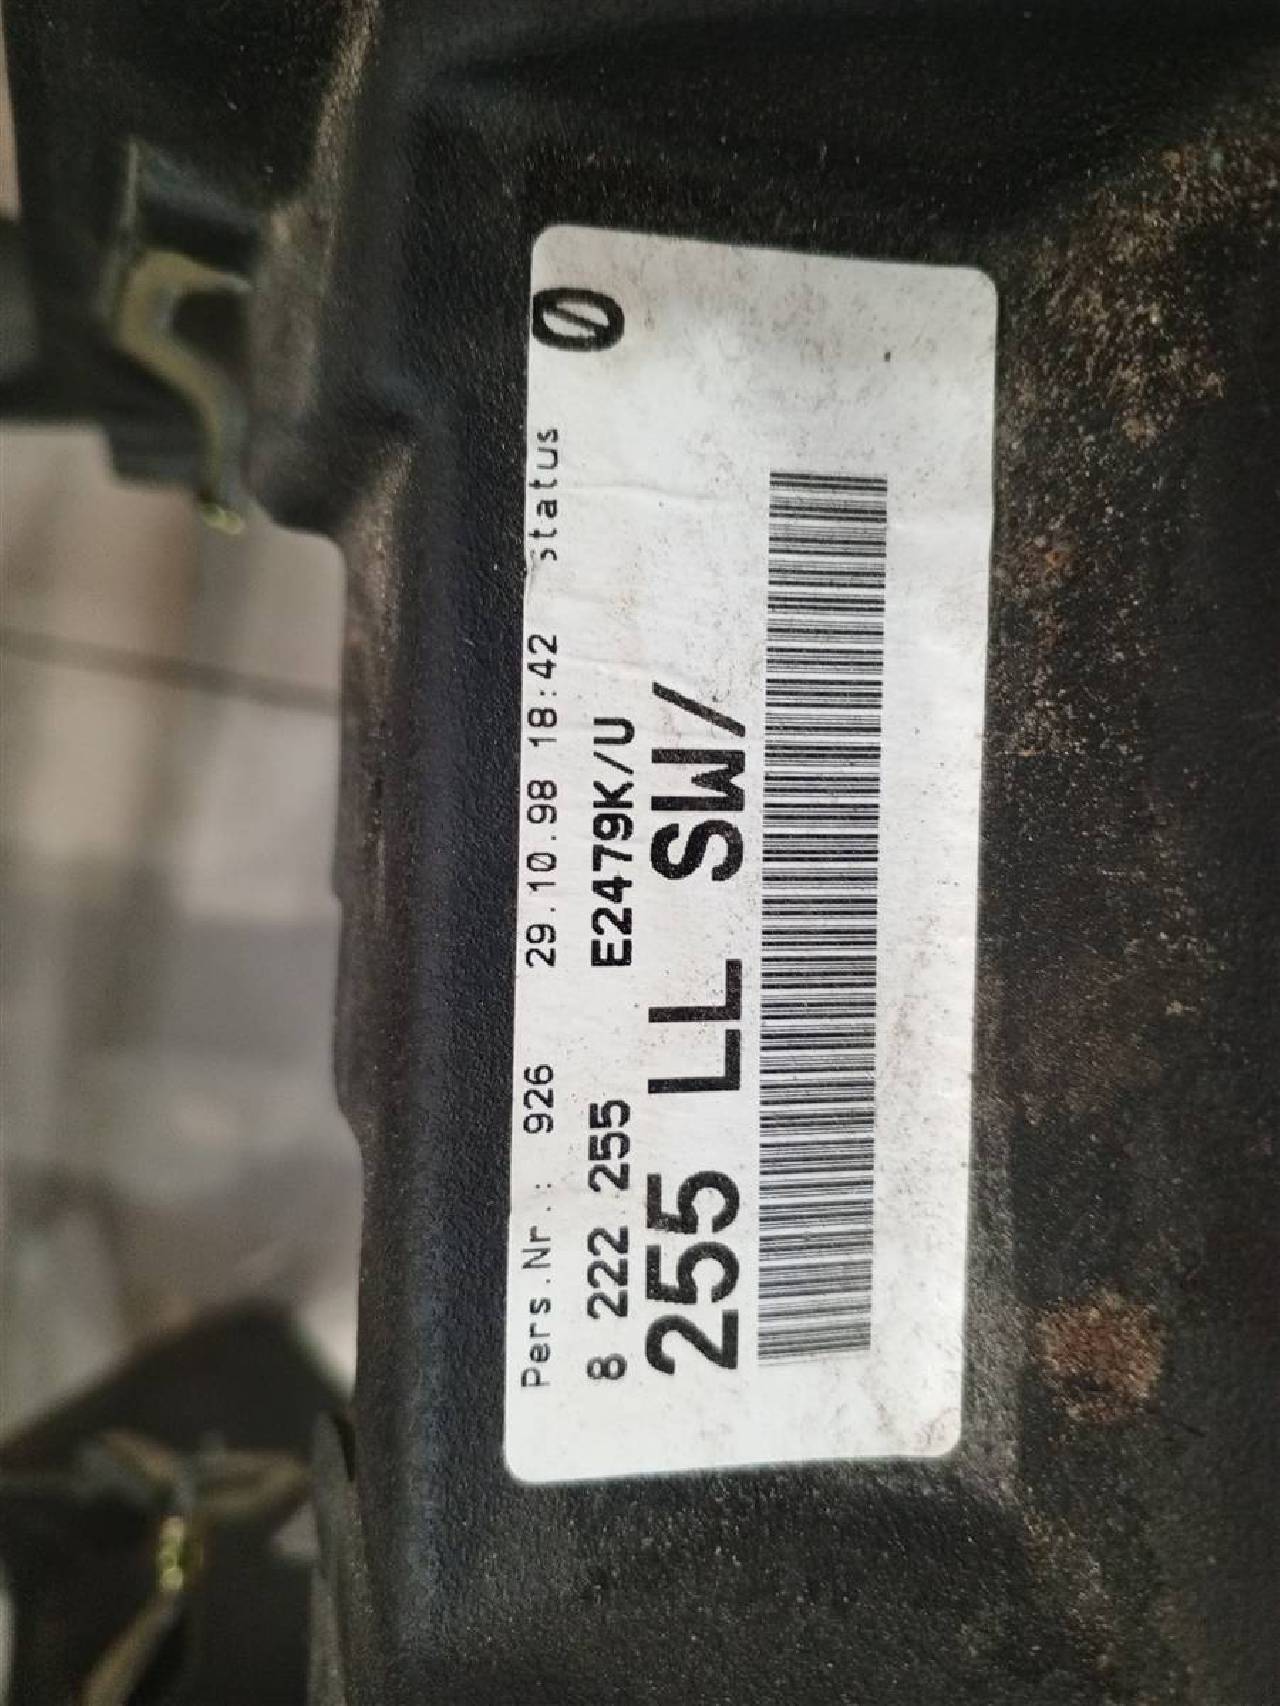 Pers.Nr.: 926 29.10.98 18:42 Status 0
8 222 255 E2479K/U
255 LL SW/